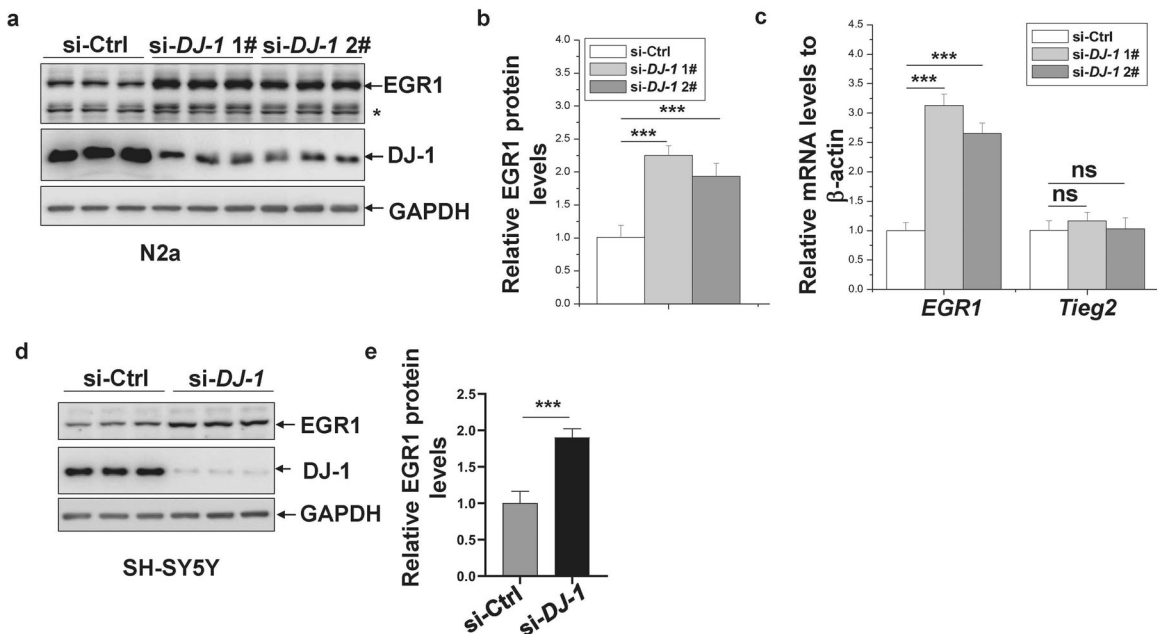 a
si-Ctrl si-DJ-1 1# si-DJ-1 2#
EGR1
*
DJ-1
GAPDH
N2a
b
si-Ctrl
si-DJ-1 1#
si-DJ-1 2#
Relative EGR1 protein
levels
4.0
3.5
3.0
2.5
2.0
1.5
1.0
0.5
0.0
***
***
c
si-Ctrl
si-DJ-1 1#
si-DJ-1 2#
Relative mRNA levels to
β-actin
4.5
4.0
3.5
3.0
2.5
2.0
1.5
1.0
0.5
0.0
***
***
ns
ns
EGR1 Tieg2
d
si-Ctrl si-DJ-1
EGR1
DJ-1
GAPDH
SH-SY5Y
e
Relative EGR1 protein
levels
2.5
2.0
1.5
1.0
0.5
0.0
***
si-Ctrl
si-DJ-1